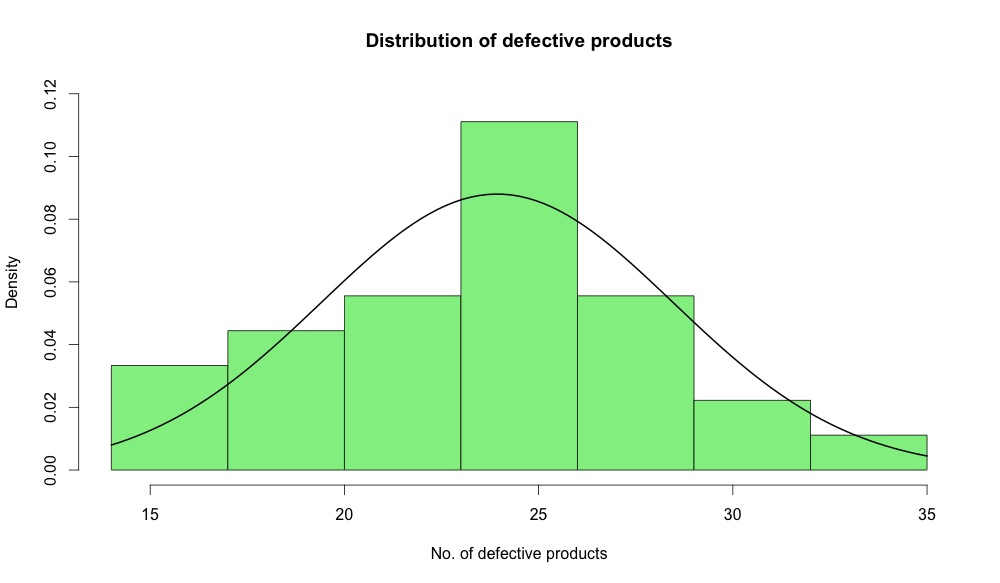 Distribution of defective products
0.12
0.10
0.08
0.06
0.04
0.02
0.00
Density
15 20 25 30 35
No. of defective products